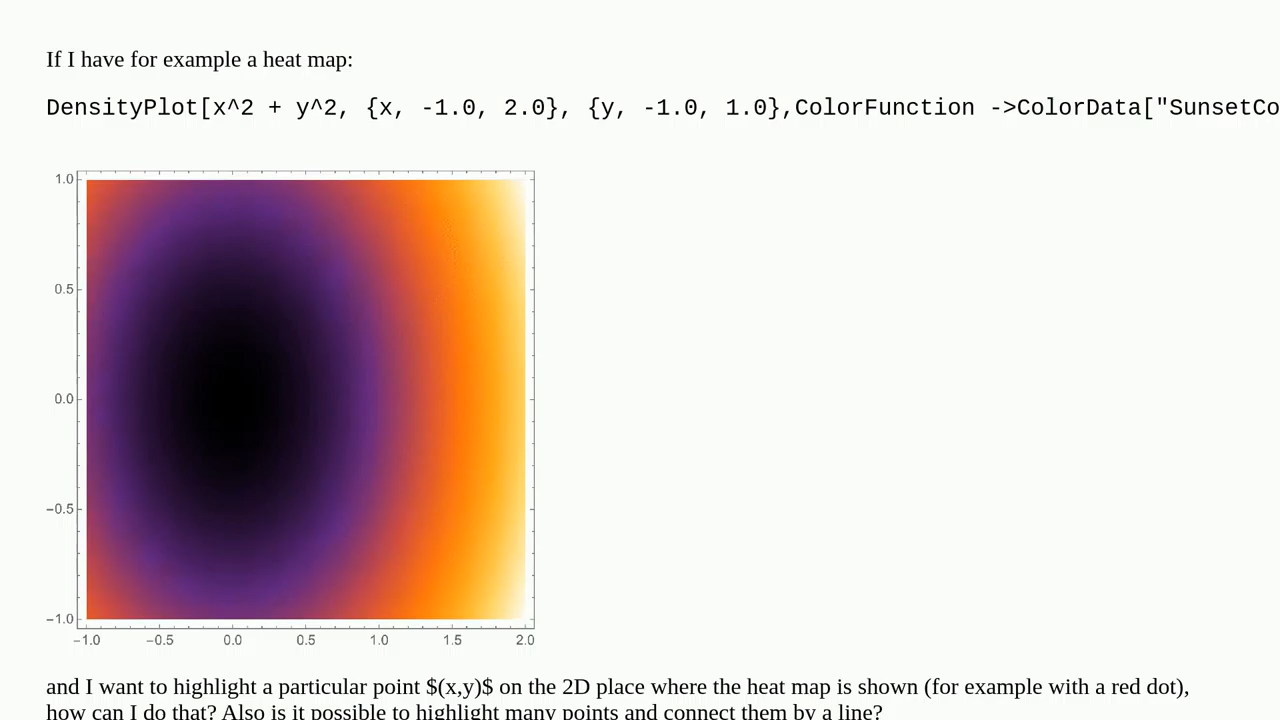 If I have for example a heat map:
DensityPlot[x^2 + y^2, {x, -1.0, 2.0}, {y, -1.0, 1.0},ColorFunction ->ColorData["SunsetCo
1.0
0.5
0.0
−0.5
−1.0
−1.0 −0.5 0.0 0.5 1.0 1.5 2.0
and I want to highlight a particular point $(x,y)$ on the 2D place where the heat map is shown (for example with a red dot),
how can I do that? Also is it possible to highlight many points and connect them by a line?